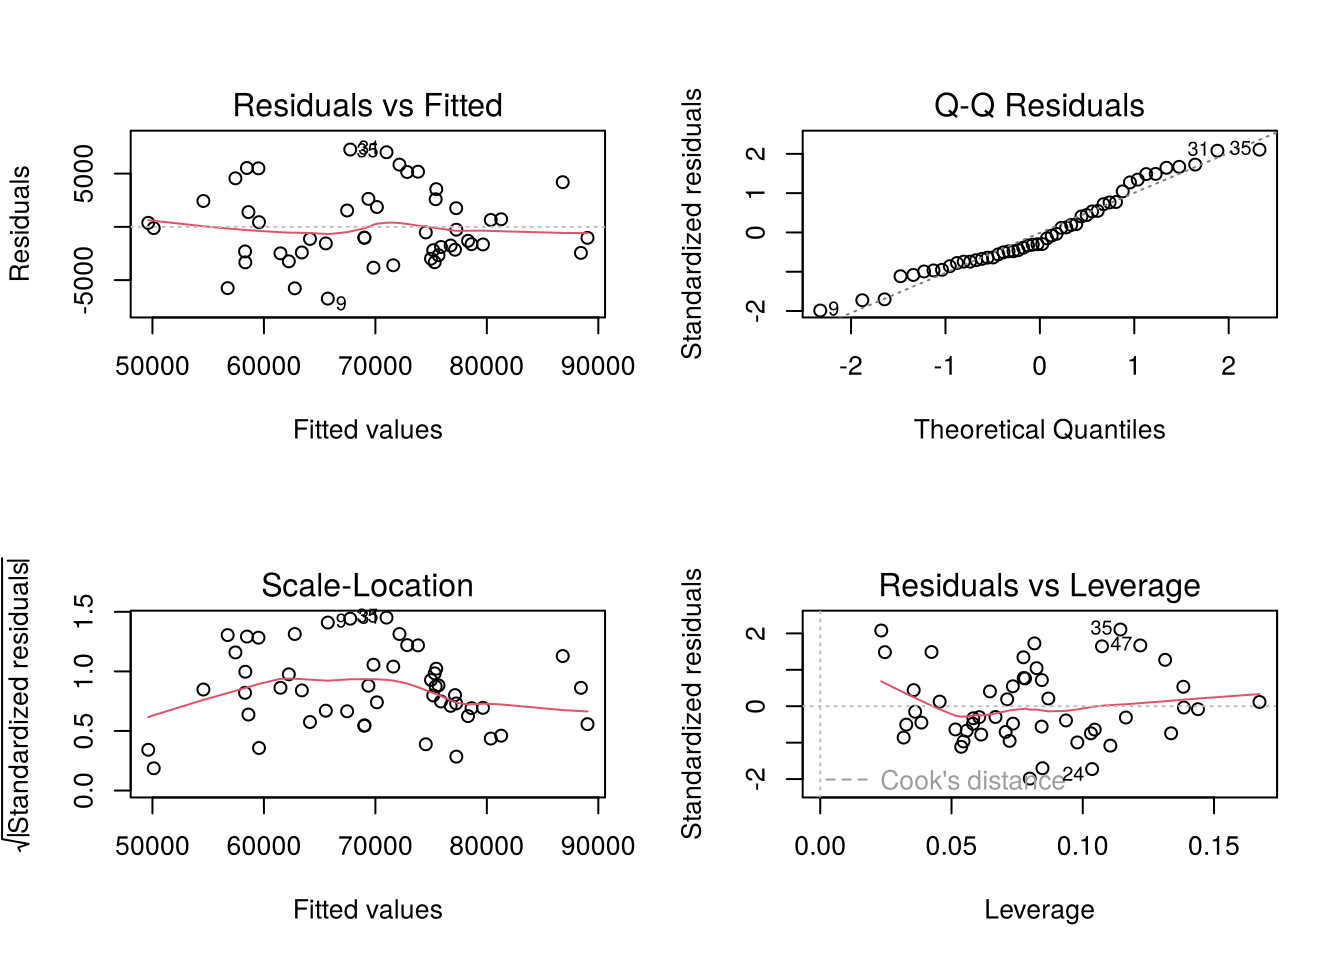 Residuals vs Fitted
Residuals
-5000
5000
35
9
50000 60000 70000 80000 90000
Fitted values
Q-Q Residuals
Standardized residuals
-2
0
1
2
31
35
9
-2 -1 0 1 2
Theoretical Quantiles
Scale-Location
√|Standardized residuals|
0.0
0.5
1.0
1.5
9
35
50000 60000 70000 80000 90000
Fitted values
Residuals vs Leverage
Standardized residuals
-2
0
2
35
47
24
Cook's distance
0.00 0.05 0.10 0.15
Leverage